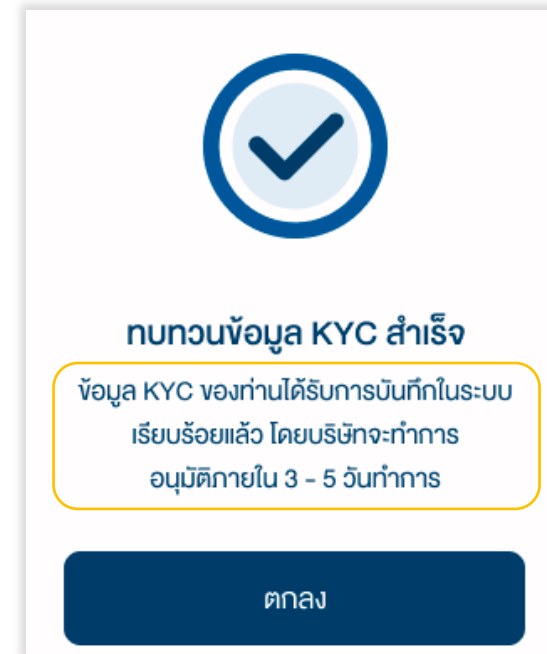 ทบทวนข้อมูล KYC สำเร็จ
ข้อมูล KYC ของท่านได้รับการบันทึกในระบบ
เรียบร้อยแล้ว โดยบริษัทจะทำการ
อนุมัติภายใน 3 - 5 วันทำการ
ตกลง